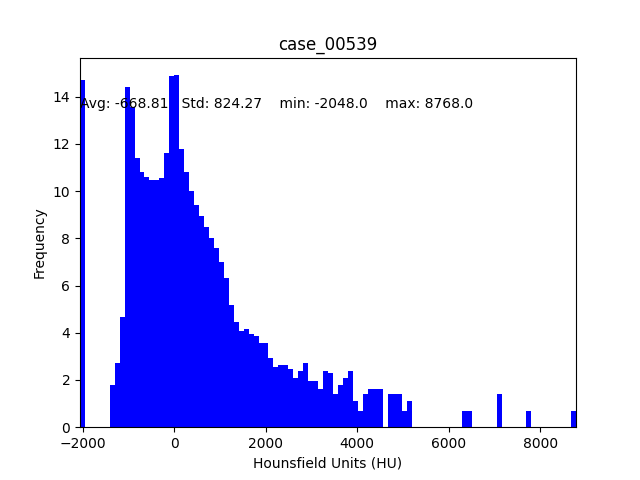 case_00539
Avg: -668.81   Std: 824.27    min: -2048.0    max: 8768.0
14
12
10
8
6
4
2
0
Frequency
−2000 0 2000 4000 6000 8000
Hounsfield Units (HU)